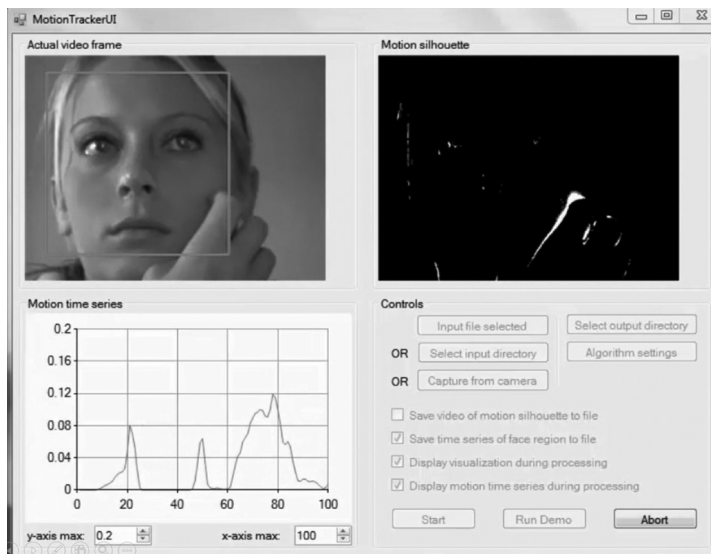 MotionTrackerUI
Actual video frame
Motion silhouette
Motion time series
0.2
0.16
0.12
0.08
0.04
0
0 20 40 60 80 100
y-axis max: 0.2 x-axis max: 100
Controls
Input file selected Select output directory
OR Select input directory Algorithm settings
OR Capture from camera
Save video of motion silhouette to file
Save time series of face region to file
Display visualization during processing
Display motion time series during processing
Start Run Demo Abort